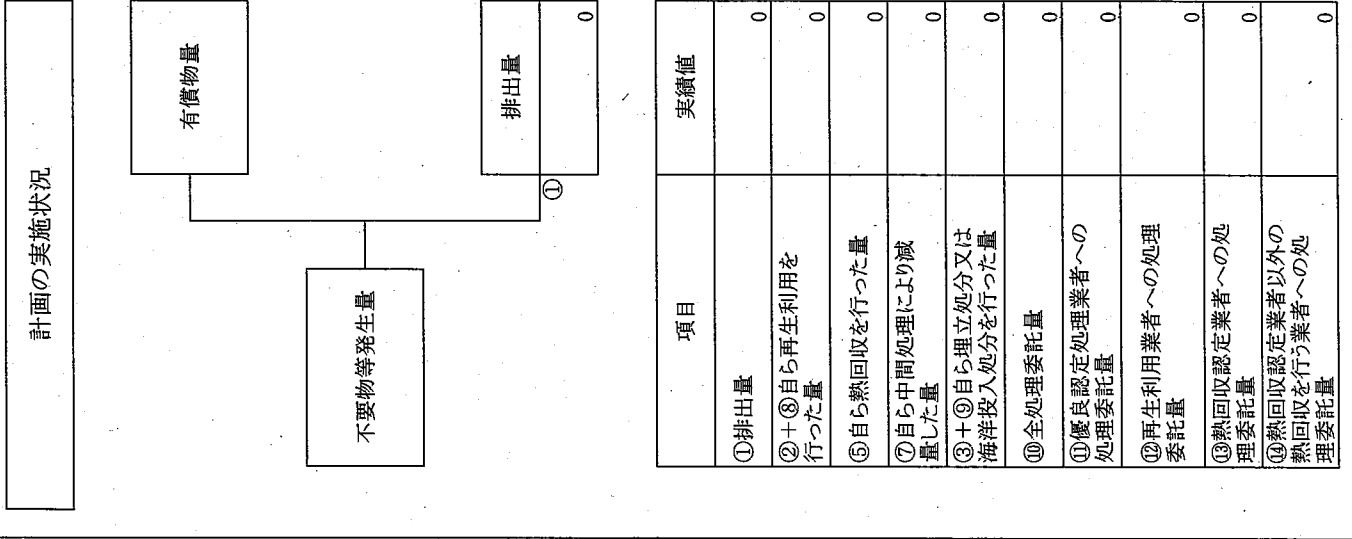 計画の実施状況
有償物量
不要物等発生量
①
排出量
0
項目
実績値
①排出量
0
②+⑧自ら再生利用を
行った量
0
⑤自ら熱回収を行った量
0
⑦自ら中間処理により減
量した量
0
③+⑨自ら埋立処分又は
海洋投入処分を行った量
0
⑩全処理委託量
0
⑪優良認定処理業者への
処理委託量
0
⑫再生利用業者への処理
委託量
0
⑬熱回収認定業者への処
理委託量
0
⑭熱回収認定業者以外の
熱回収を行う業者への処
理委託量
0